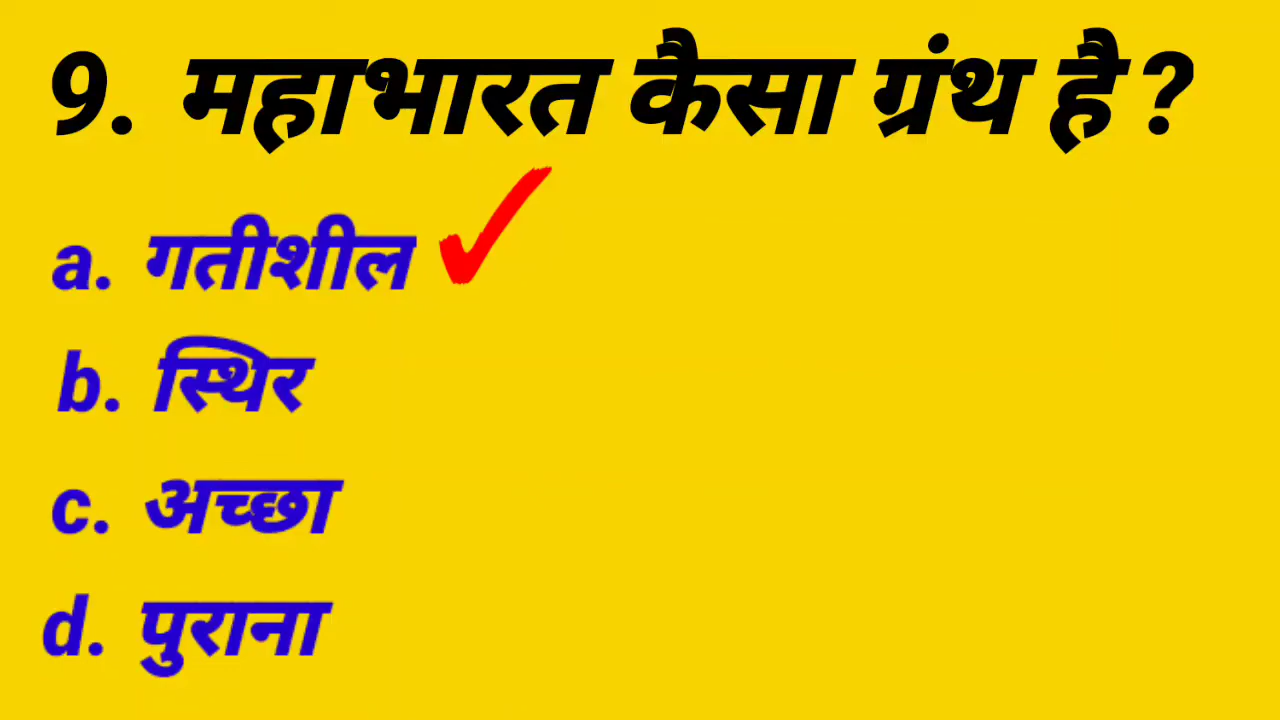 9. महाभारत कैसा ग्रंथ है?
a. गतीशील
b. स्थिर
c. अच्छा
d. पुराना